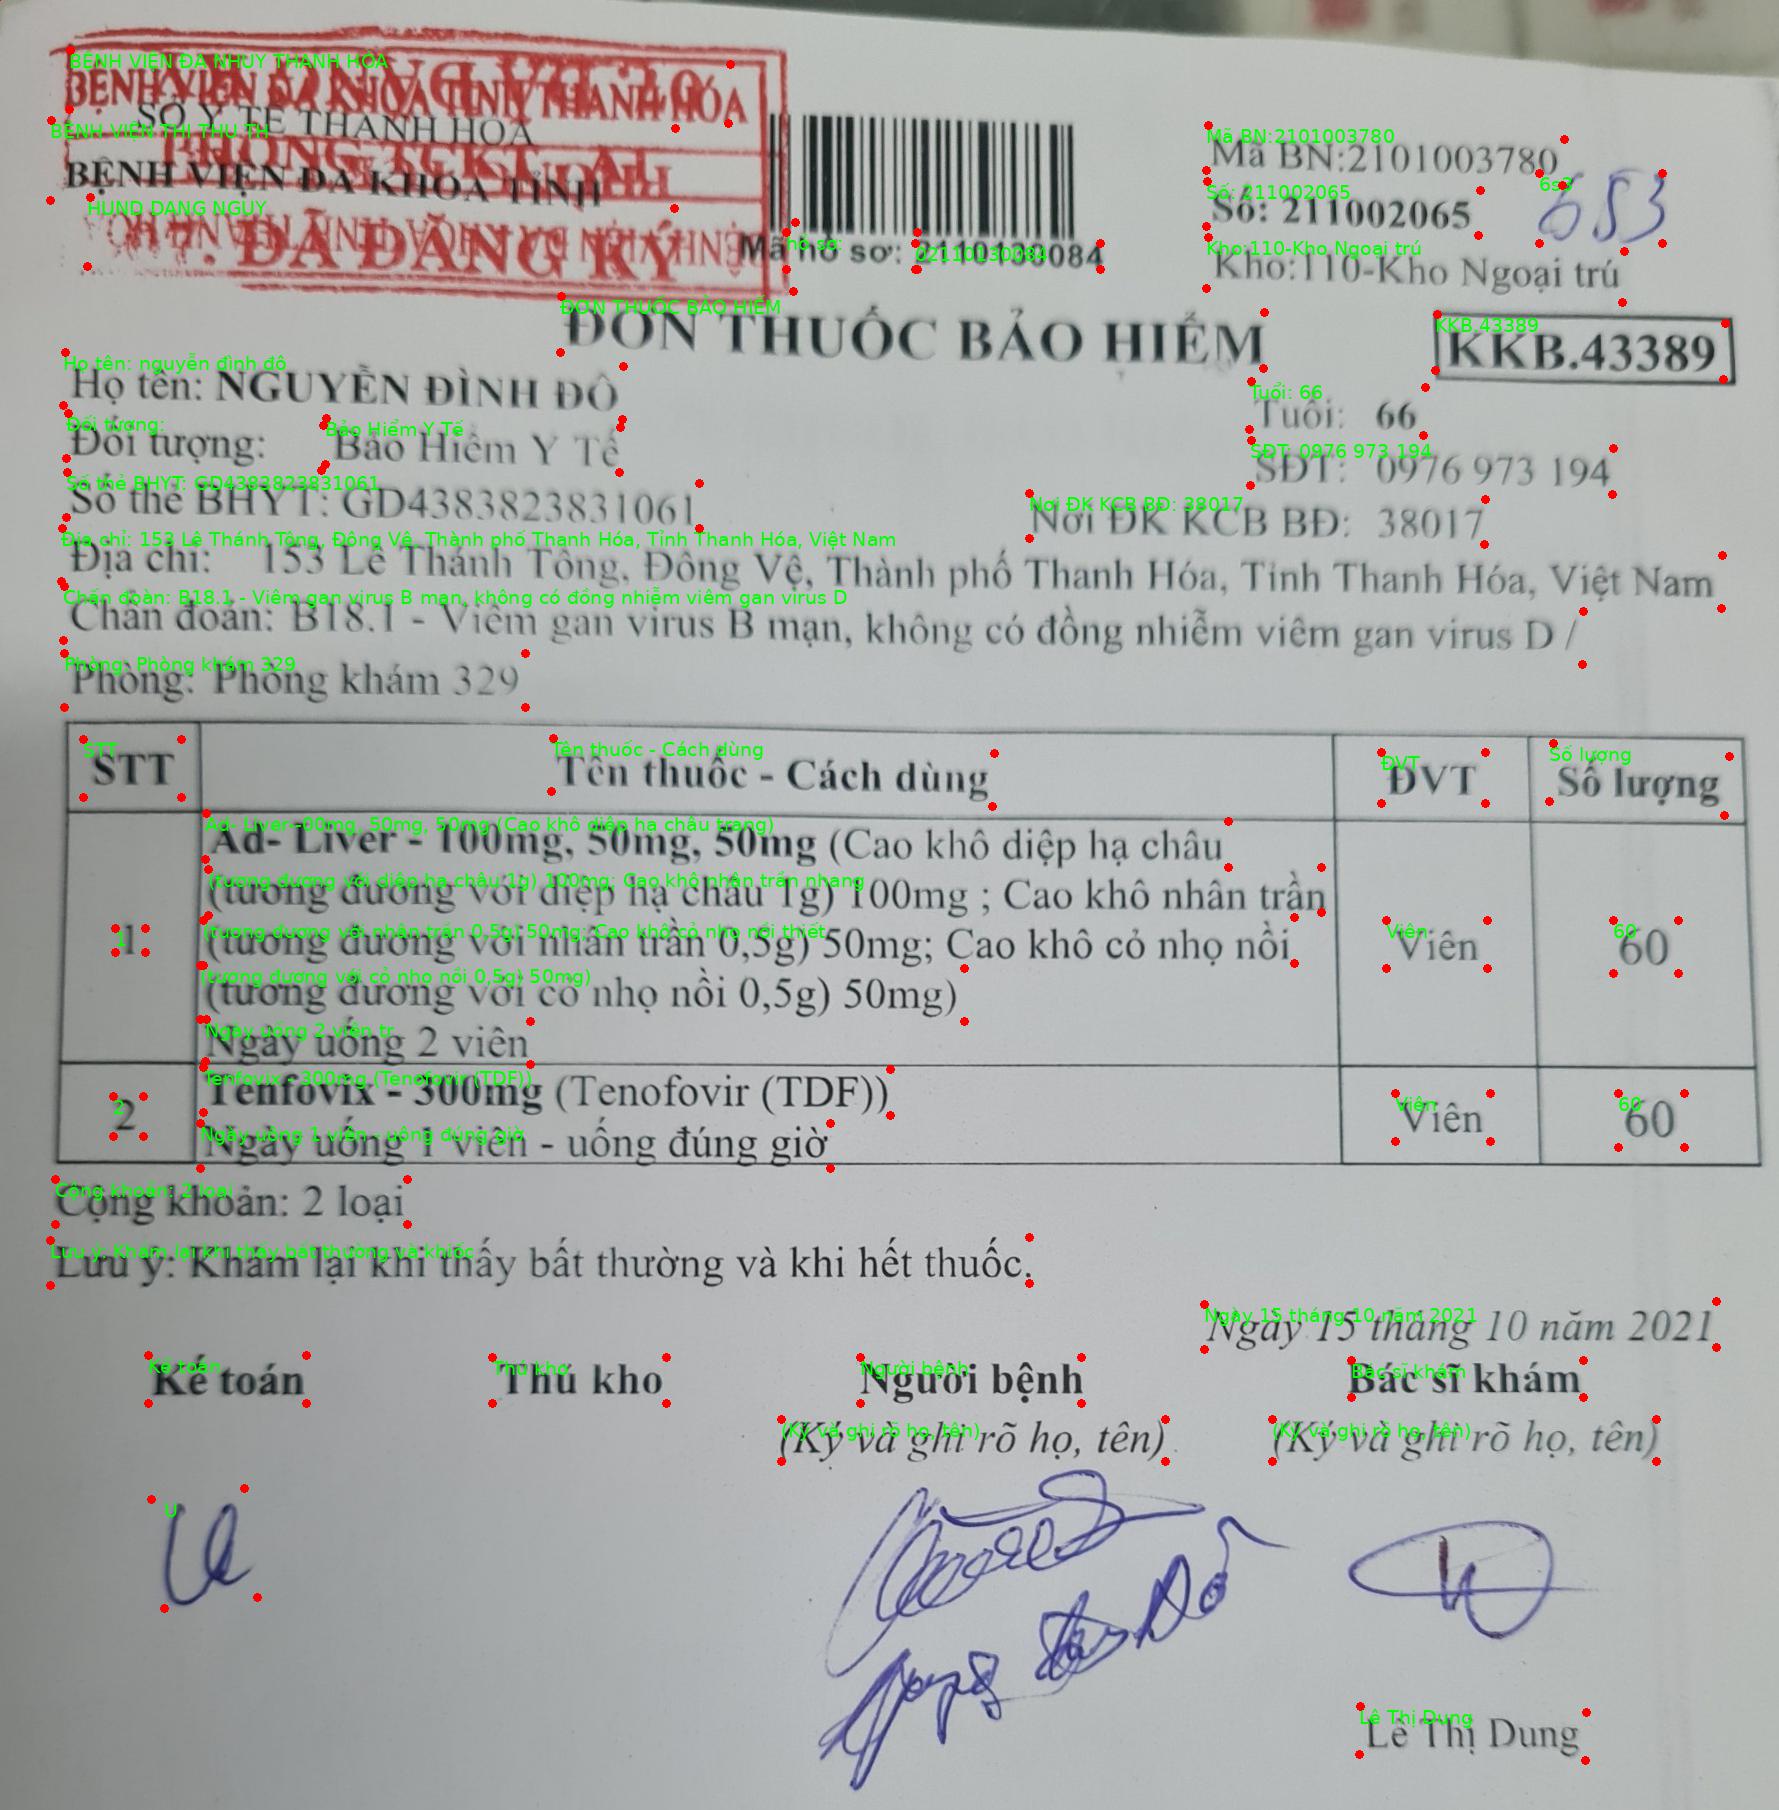 BỆNH VIỆN ĐA KHOA TỈNH THANH HÓA
SỞ Y TẾ THANH HOÁ
PHÒNG TCKT
BỆNH VIỆN ĐA KHOA TỈNH
ĐÃ ĐĂNG KÝ
Mã hồ sơ: 22110130084
Mã BN:2101003780
Số: 211002065
653
Kho:110-Kho Ngoại trú
ĐƠN THUỐC BẢO HIỂM
KKB.43389
Họ tên: NGUYỄN ĐÌNH ĐÔ
Tuổi: 66
Đối tượng: Bảo Hiểm Y Tế
SĐT: 0976 973 194
Số thẻ BHYT: GD4383823831061
Nơi ĐK KCB BĐ: 38017
Địa chỉ: 153 Lê Thánh Tông, Đông Vệ, Thành phố Thanh Hóa, Tỉnh Thanh Hóa, Việt Nam
Chẩn đoán: B18.1 - Viêm gan virus B mạn, không có đồng nhiễm viêm gan virus D /
Phòng: Phòng khám 329
STT Tên thuốc - Cách dùng ĐVT Số lượng
Ad- Liver - 100mg, 50mg, 50mg (Cao khô diệp hạ châu
(tương đương với diệp hạ châu 1g) 100mg ; Cao khô nhân trần
1 (tương đương với nhân trần 0,5g) 50mg; Cao khô cỏ nhọ nồi Viên 60
(tương đương với cỏ nhọ nồi 0,5g) 50mg)
Ngày uống 2 viên
2 Tenfovix - 300mg (Tenofovir (TDF)) Viên 60
Ngày uống 1 viên - uống đúng giờ
Cộng khoản: 2 loại
Lưu ý: Khám lại khi thấy bất thường và khi hết thuốc.
Ngày 15 tháng 10 năm 2021
Kế toán Thủ kho Người bệnh Bác sĩ khám
(Ký và ghi rõ họ, tên) (Ký và ghi rõ họ, tên)
Lê Thị Dung